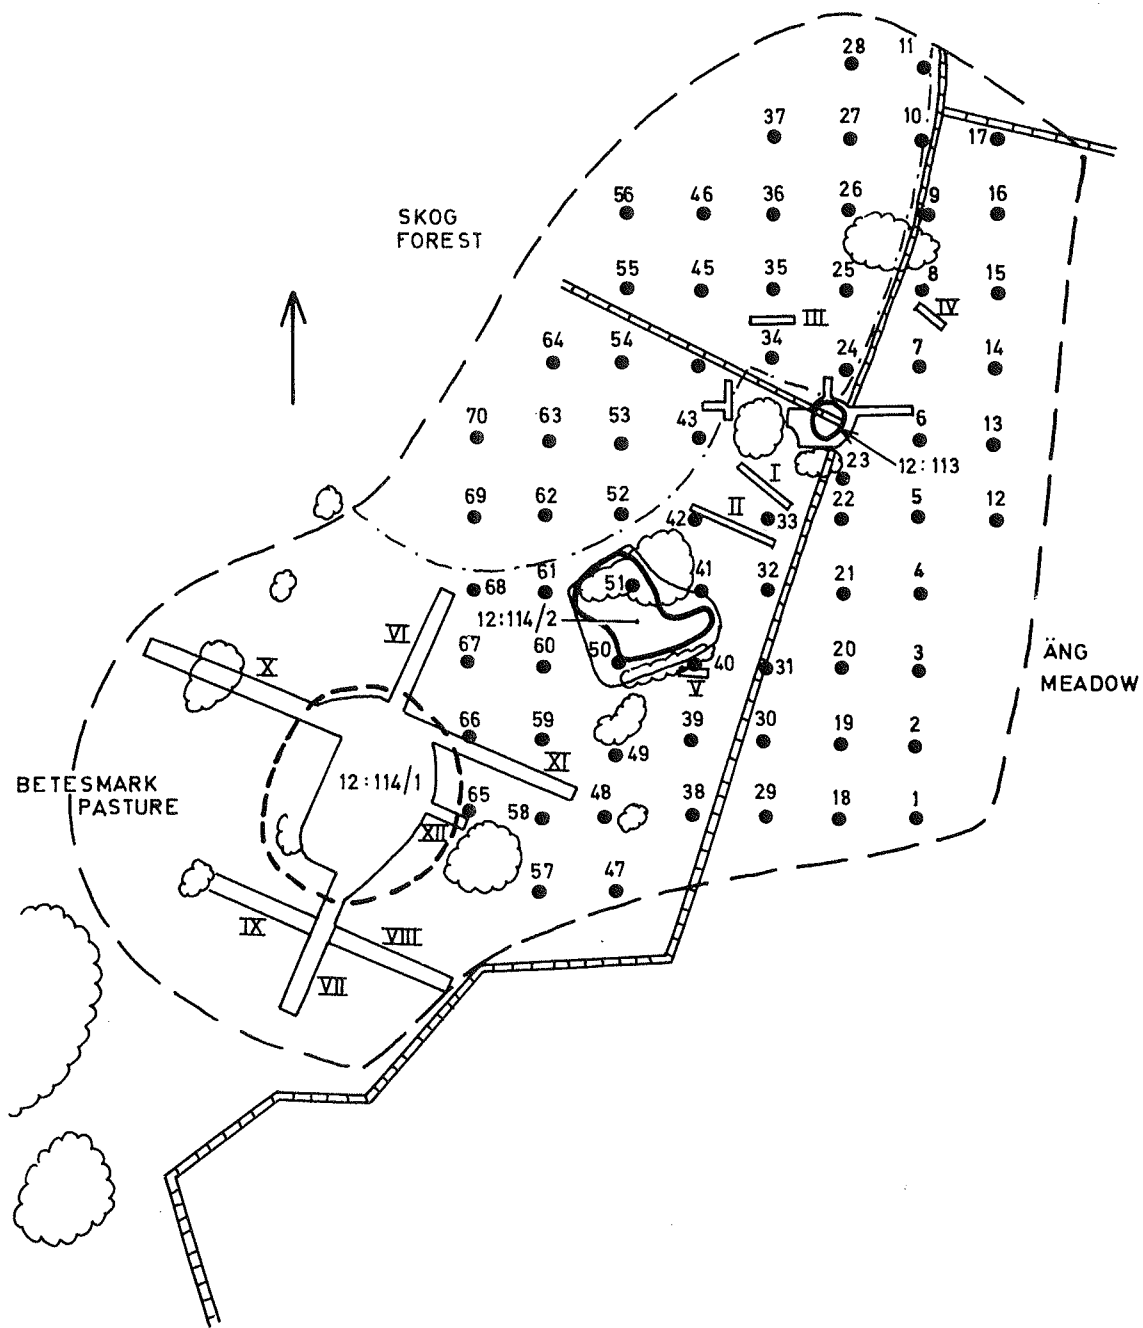 28 11
37 27 10 17
56 46 36 26 9 16
SKOG
FOREST
55 45 35 25 8 15
III IV
64 54 34 24 7 14
70 63 53 43 6 13
12:113
23
I
69 62 52 42 II 33 22 5 12
68 61 51 41 32 21 4
12:114/2
VI
X 67 60 50 40 31 20 3
V
ÄNG
MEADOW
66 59 49 39 30 19 2
XI
BETESMARK
PASTURE
12:114/1
65 58 48 38 29 18 1
XII
57 47
IX VIII
VII